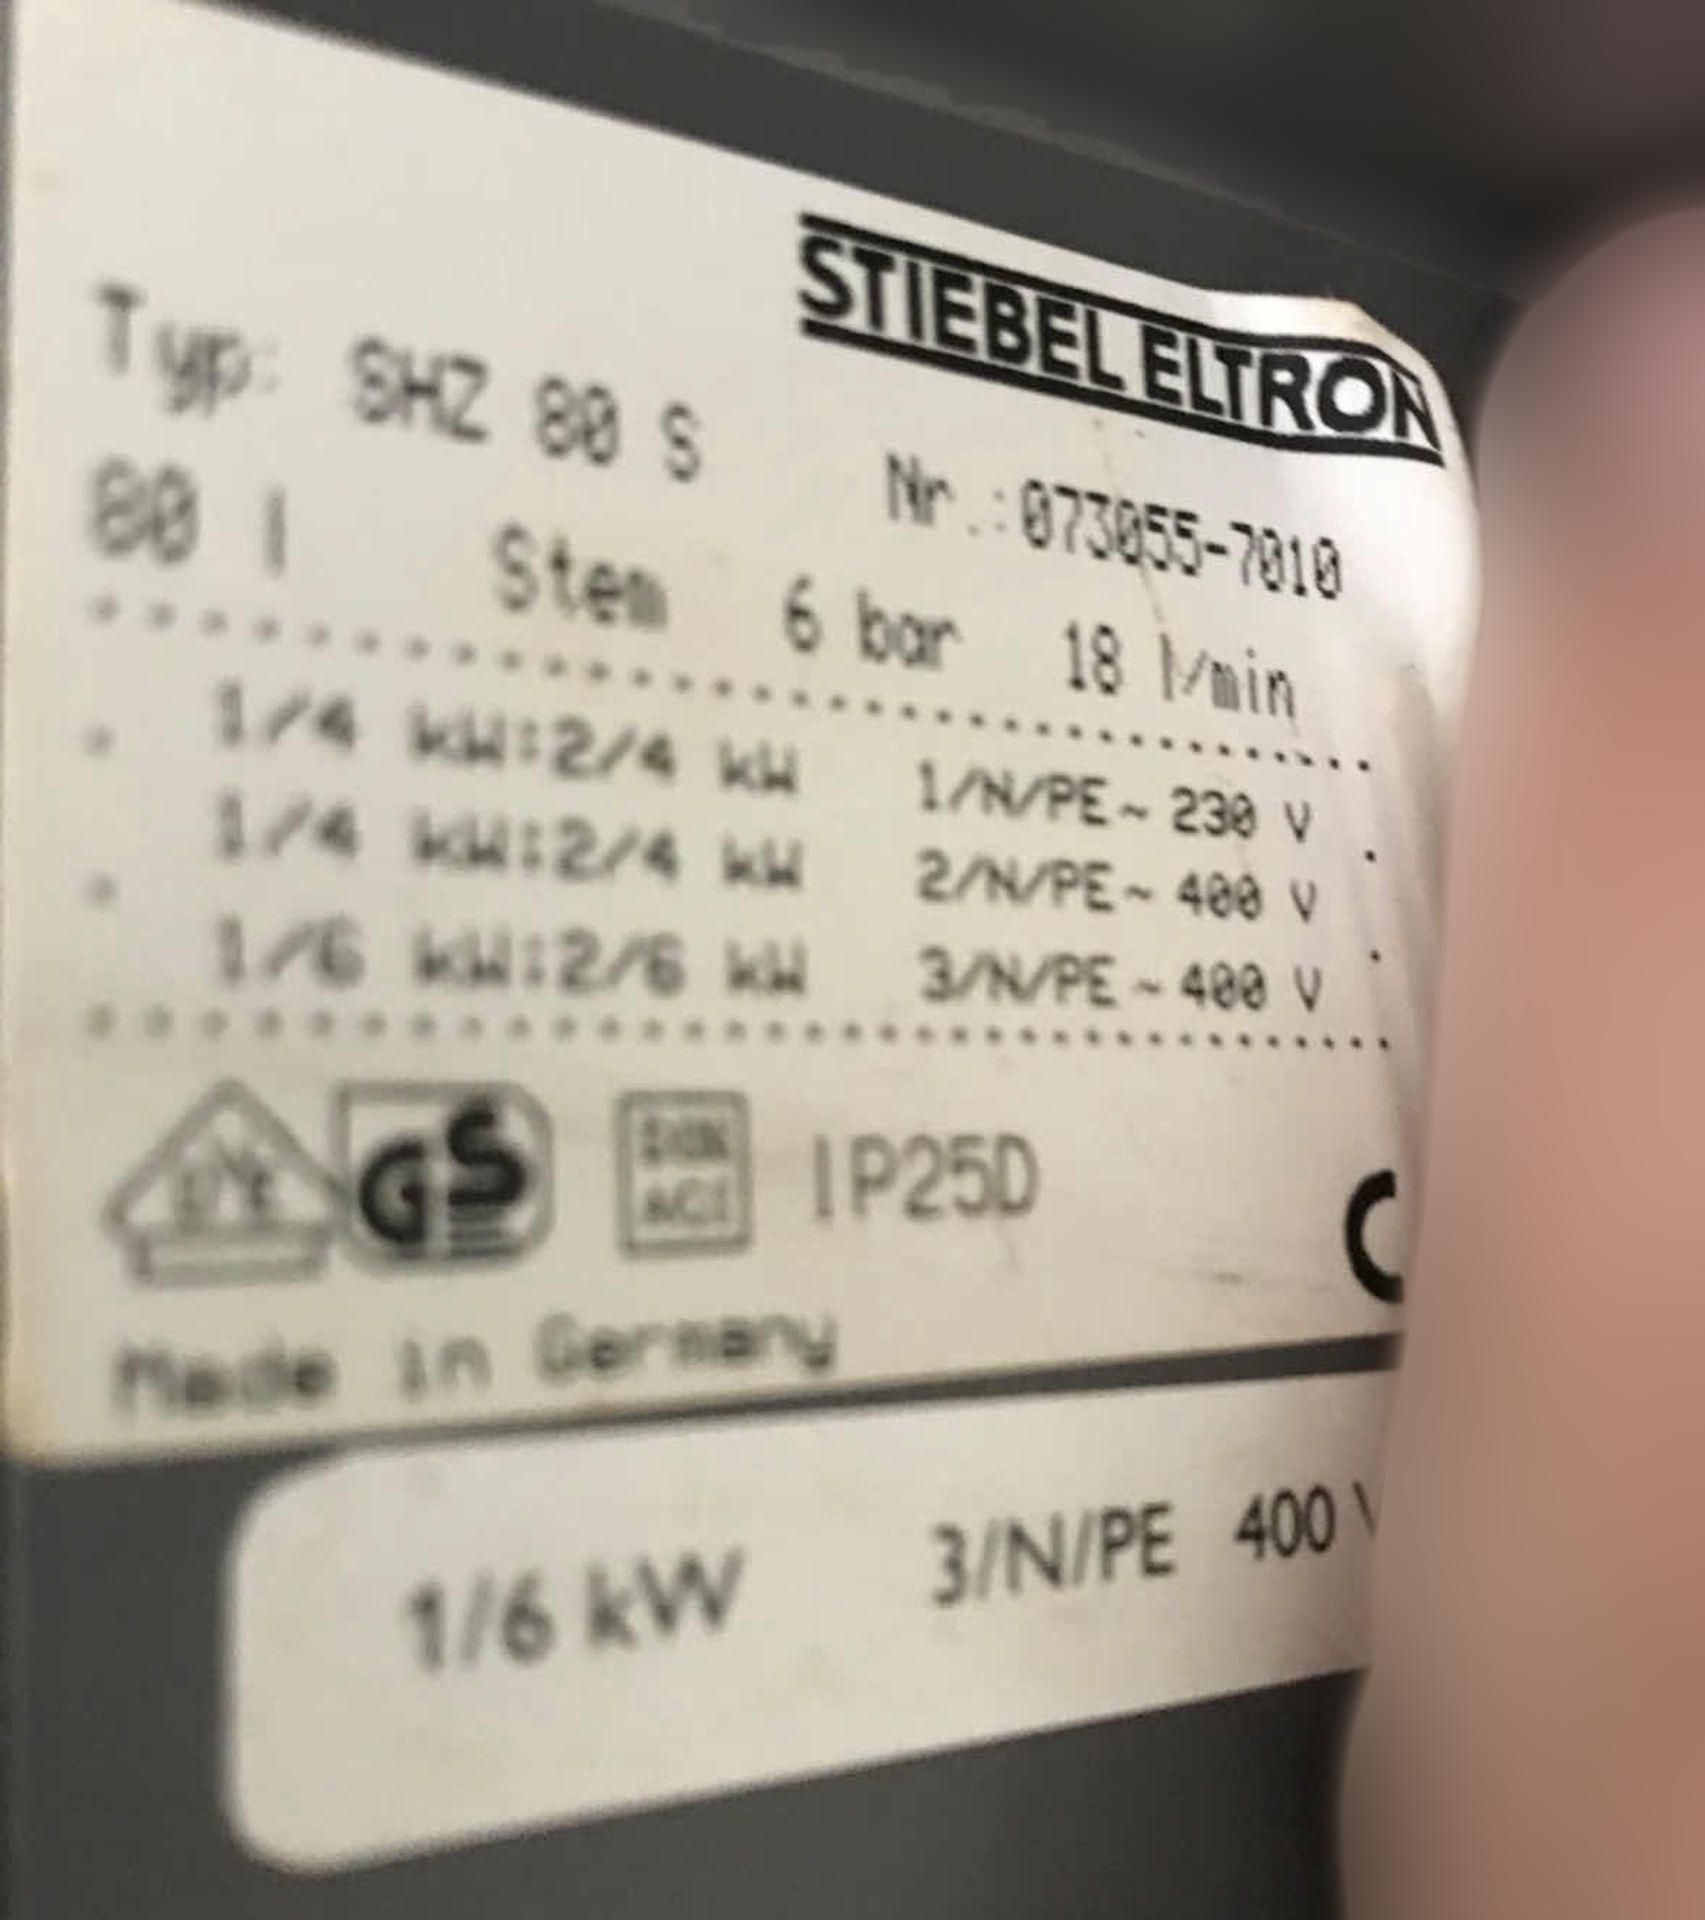 STIEBEL ELTRON
Typ: SHZ 80 S Nr.:073055-7010
80 l Stem 6 bar 18 l/min
1/4 kW:2/4 kW 1/N/PE~ 230 V
1/4 kW:2/4 kW 2/N/PE~ 400 V
1/6 kW:2/6 kW 3/N/PE~ 400 V
GS IP25D C
Made in Germany
1/6 kW 3/N/PE 400 V